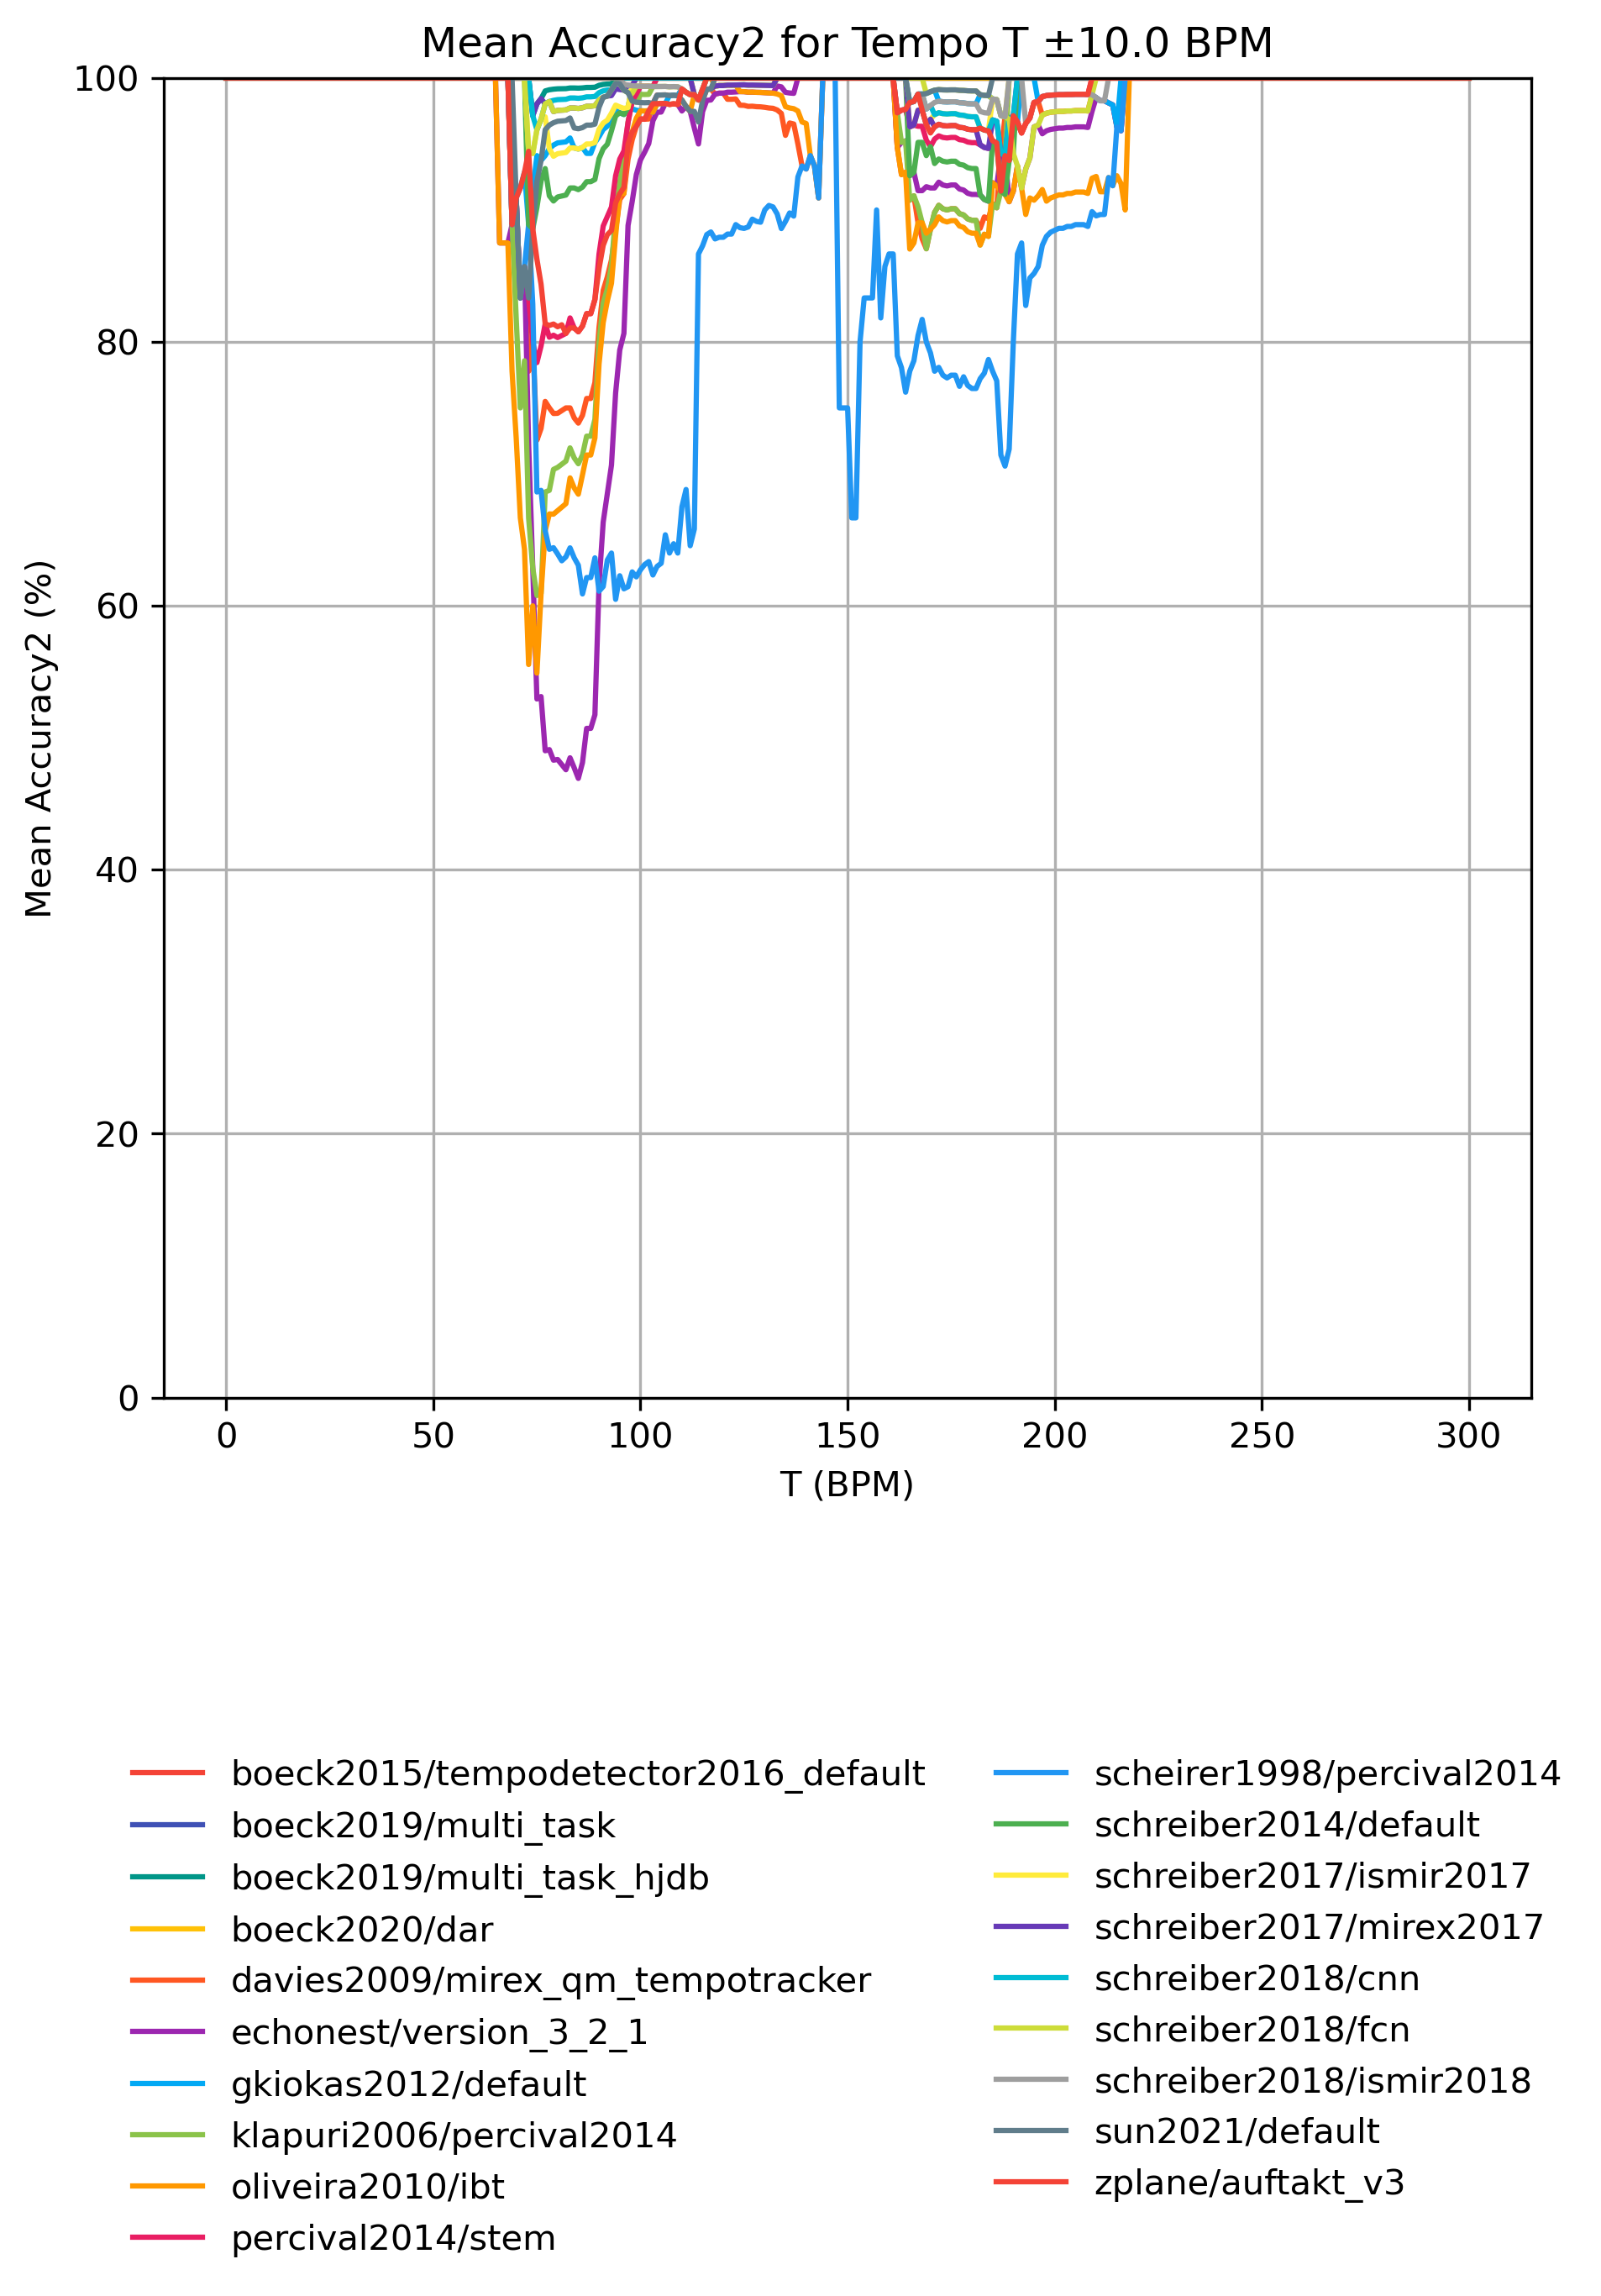 Mean Accuracy2 for Tempo T ±10.0 BPM
100
80
60
40
20
0
Mean Accuracy2 (%)
0 50 100 150 200 250 300
T (BPM)
boeck2015/tempodetector2016_default
boeck2019/multi_task
boeck2019/multi_task_hjdb
boeck2020/dar
davies2009/mirex_qm_tempotracker
echonest/version_3_2_1
gkiokas2012/default
klapuri2006/percival2014
oliveira2010/ibt
percival2014/stem
scheirer1998/percival2014
schreiber2014/default
schreiber2017/ismir2017
schreiber2017/mirex2017
schreiber2018/cnn
schreiber2018/fcn
schreiber2018/ismir2018
sun2021/default
zplane/auftakt_v3